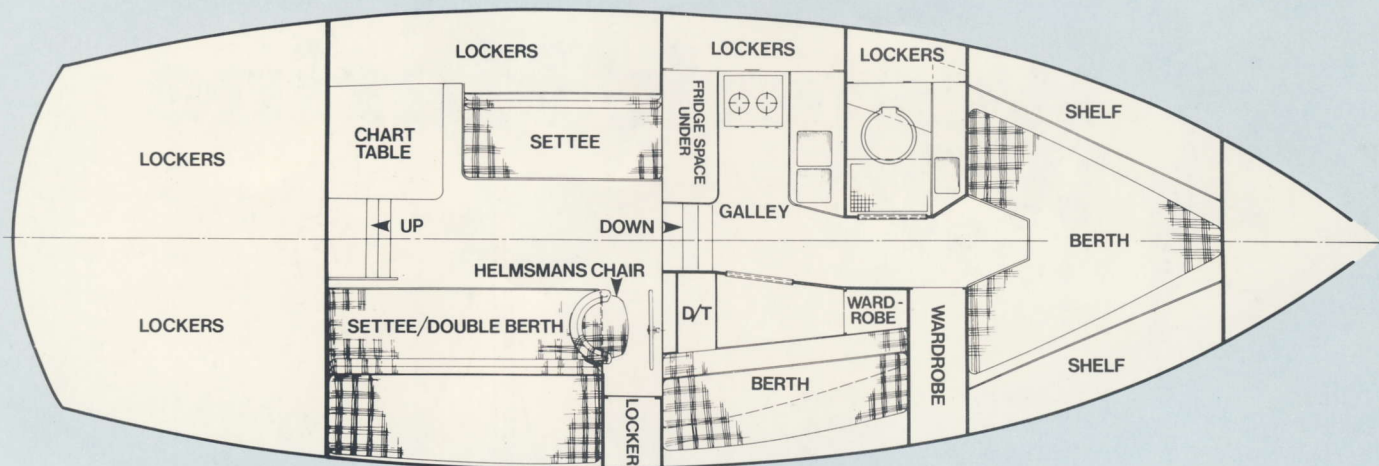 LOCKERS
LOCKERS
LOCKERS
FRIDGE SPACE
UNDER
SHELF
CHART
TABLE
SETTEE
LOCKERS
GALLEY
UP
DOWN
BERTH
HELMSMANS CHAIR
LOCKERS
SETTEE/DOUBLE BERTH
D/T
WARD-
ROBE
WARDROBE
BERTH
SHELF
LOCKER